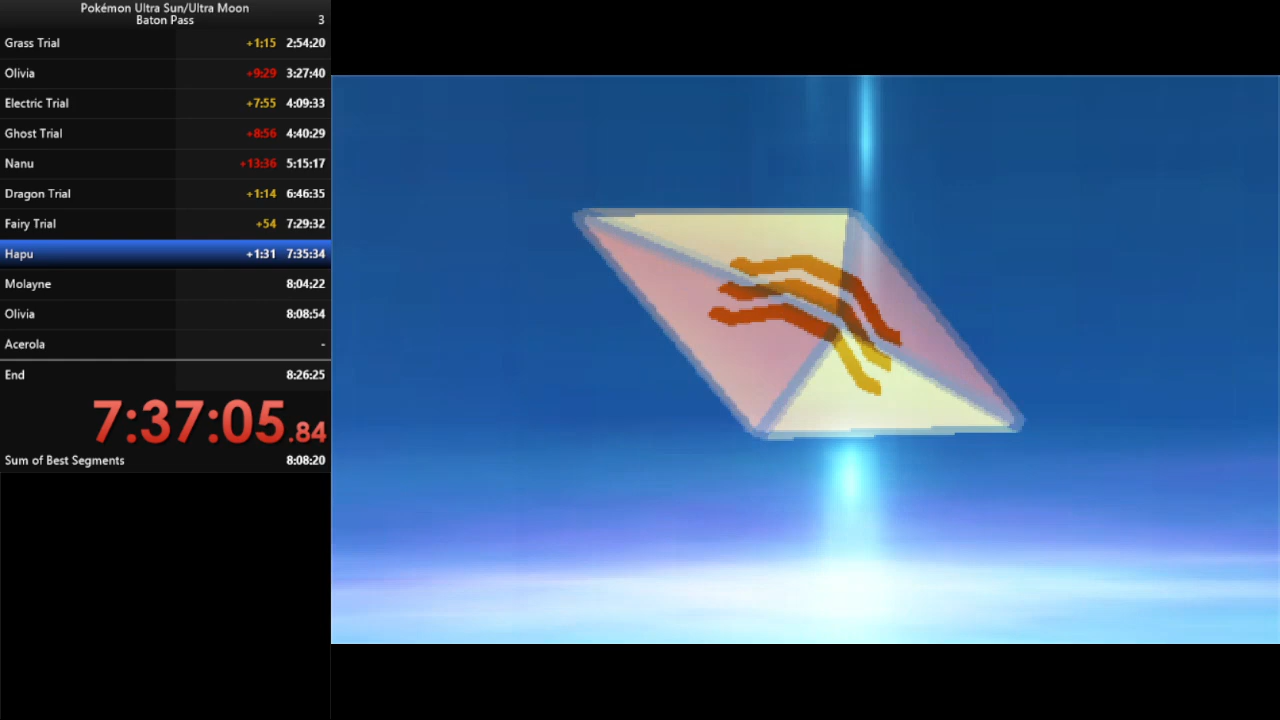 Pokémon Ultra Sun/Ultra Moon
Baton Pass 3
Grass Trial +1:15 2:54:20
Olivia +9:29 3:27:40
Electric Trial +7:55 4:09:33
Ghost Trial +8:56 4:40:29
Nanu +13:36 5:15:17
Dragon Trial +1:14 6:46:35
Fairy Trial +54 7:29:32
Hapu +1:31 7:35:34
Molayne 8:04:22
Olivia 8:08:54
Acerola -
End 8:26:25
7:37:05.84
Sum of Best Segments 8:08:20